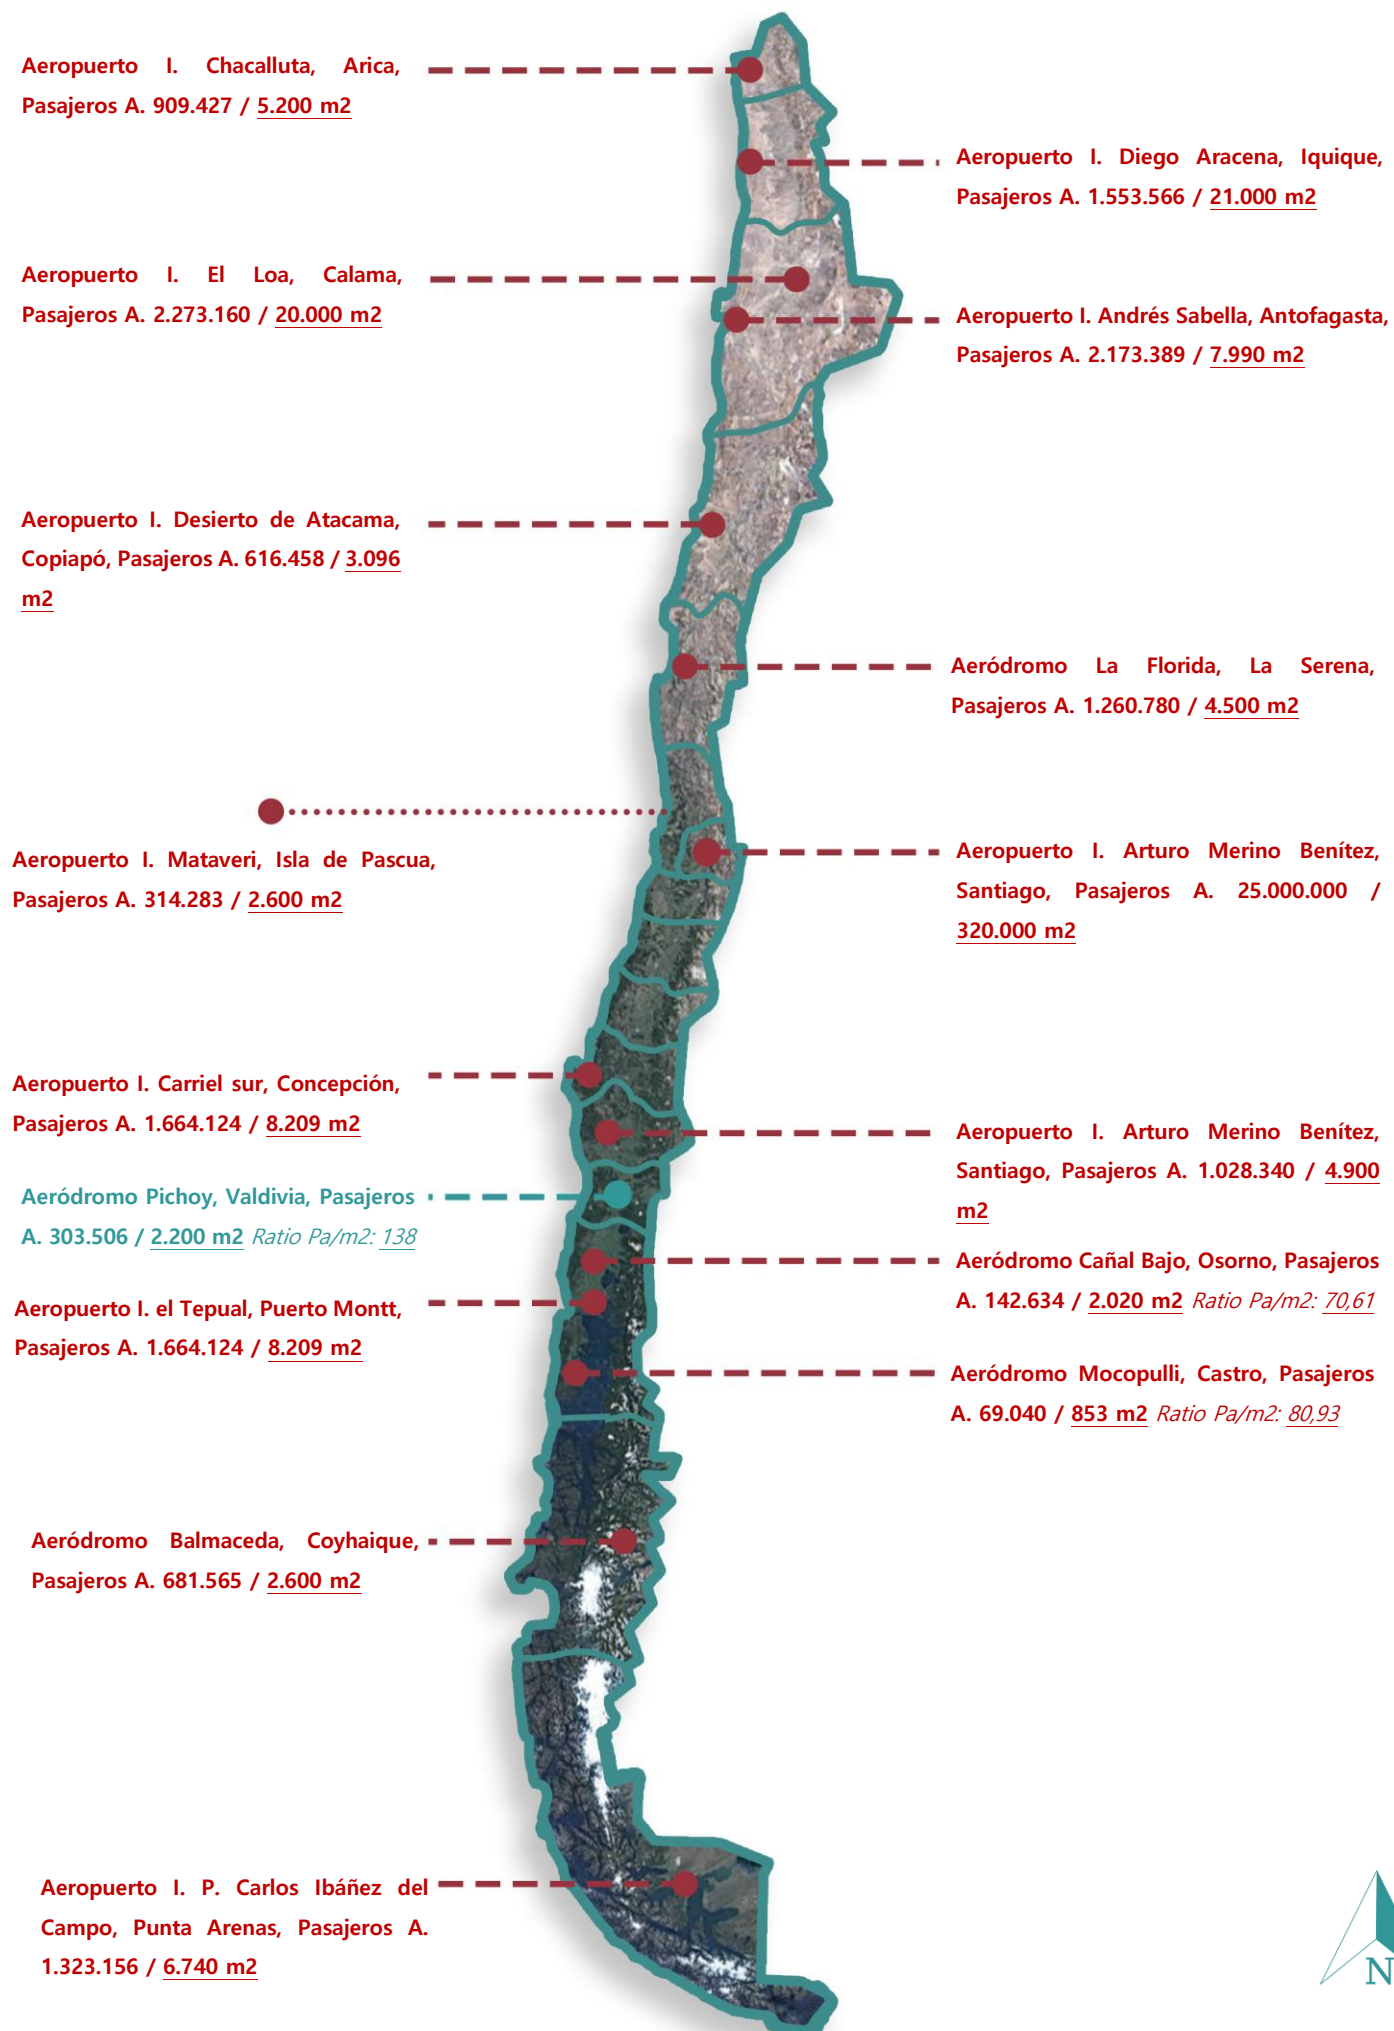 Aeropuerto I. Chacalluta, Arica,
Pasajeros A. 909.427 / 5.200 m2
Aeropuerto I. Diego Aracena, Iquique,
Pasajeros A. 1.553.566 / 21.000 m2
Aeropuerto I. El Loa, Calama,
Pasajeros A. 2.273.160 / 20.000 m2
Aeropuerto I. Andrés Sabella, Antofagasta,
Pasajeros A. 2.173.389 / 7.990 m2
Aeropuerto I. Desierto de Atacama,
Copiapó, Pasajeros A. 616.458 / 3.096
m2
Aeródromo La Florida, La Serena,
Pasajeros A. 1.260.780 / 4.500 m2
Aeropuerto I. Mataveri, Isla de Pascua,
Pasajeros A. 314.283 / 2.600 m2
Aeropuerto I. Arturo Merino Benítez,
Santiago, Pasajeros A. 25.000.000 /
320.000 m2
Aeropuerto I. Carriel sur, Concepción,
Pasajeros A. 1.664.124 / 8.209 m2
Aeropuerto I. Arturo Merino Benítez,
Santiago, Pasajeros A. 1.028.340 / 4.900
m2
Aeródromo Pichoy, Valdivia, Pasajeros
A. 303.506 / 2.200 m2 Ratio Pa/m2: 138
Aeródromo Cañal Bajo, Osorno, Pasajeros
A. 142.634 / 2.020 m2 Ratio Pa/m2: 70,61
Aeropuerto I. el Tepual, Puerto Montt,
Pasajeros A. 1.664.124 / 8.209 m2
Aeródromo Mocopulli, Castro, Pasajeros
A. 69.040 / 853 m2 Ratio Pa/m2: 80,93
Aeródromo Balmaceda, Coyhaique,
Pasajeros A. 681.565 / 2.600 m2
Aeropuerto I. P. Carlos Ibáñez del
Campo, Punta Arenas, Pasajeros A.
1.323.156 / 6.740 m2
N